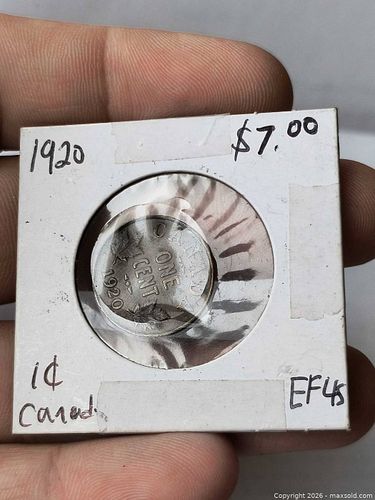 1920
$7.00
ONE
CENT
1920
1¢
Canad.
EF45
Copyright 2026 - maxsold.com